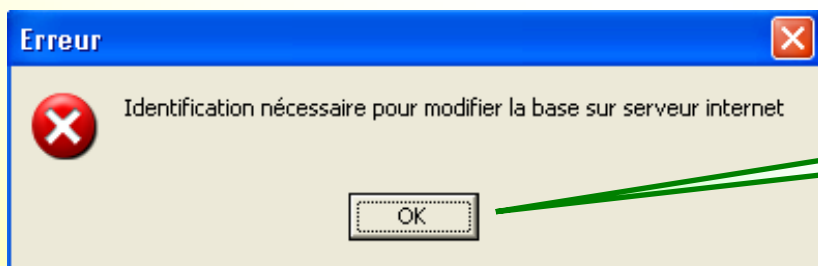 Erreur
Identification nécessaire pour modifier la base sur serveur internet
OK